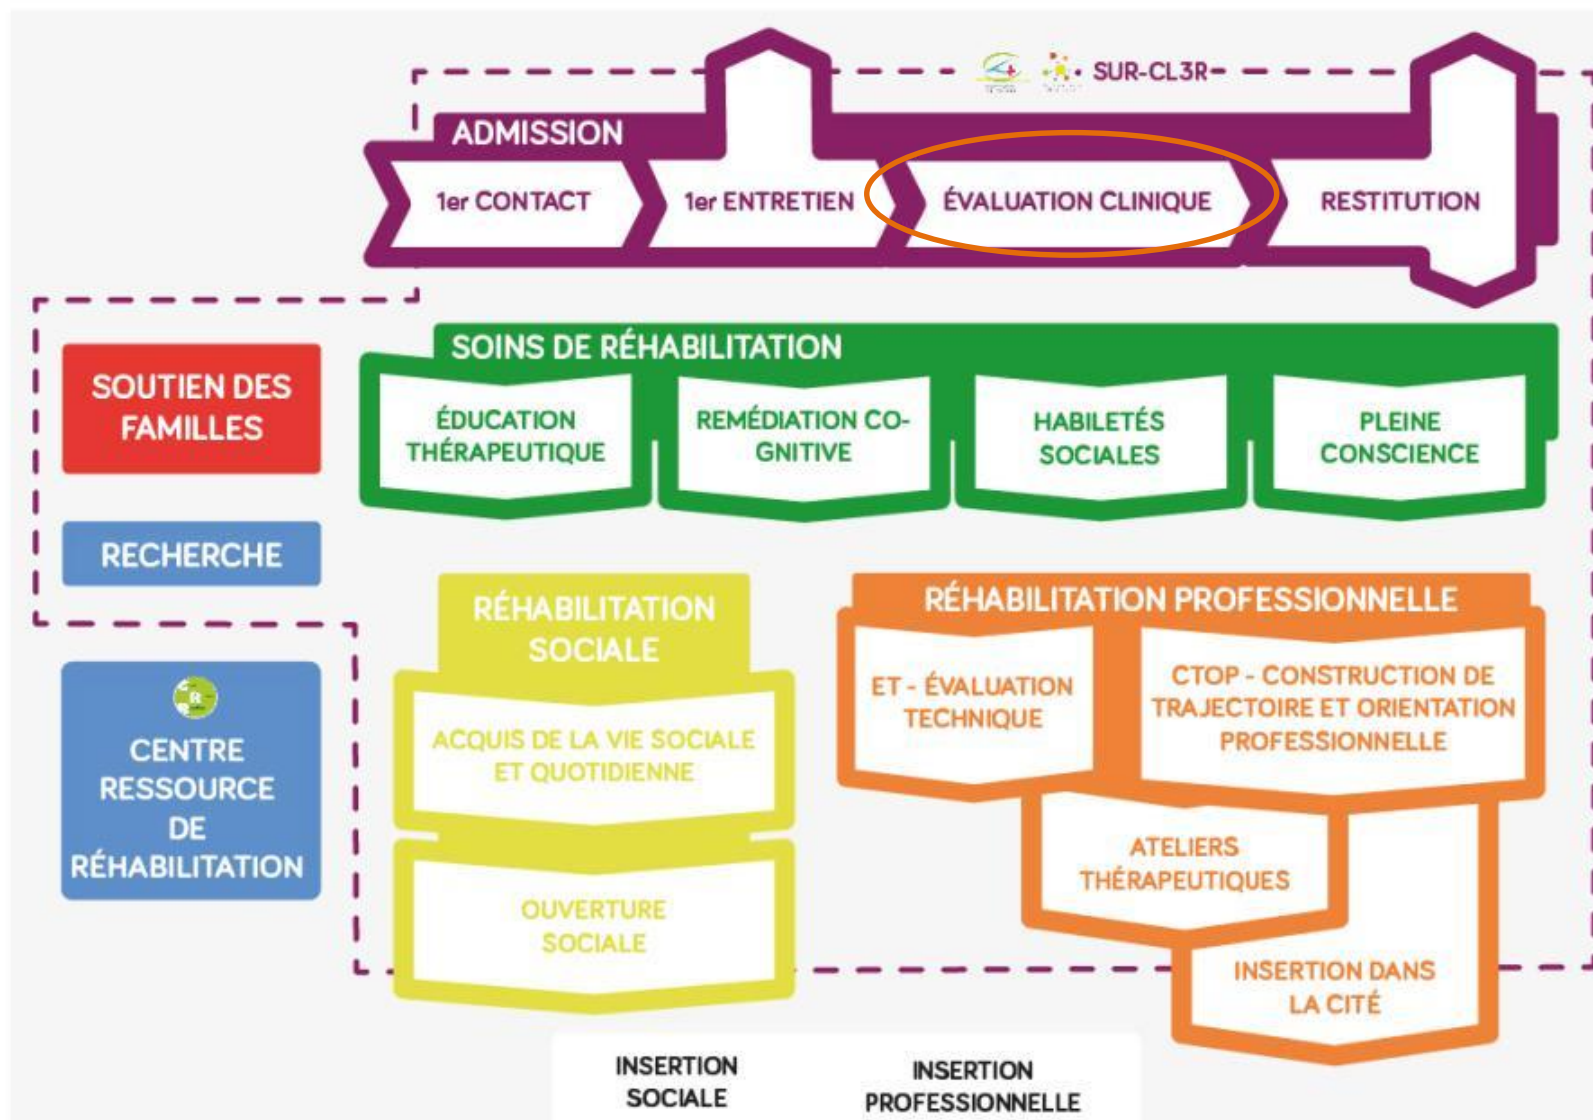 SUR-CL3R
ADMISSION
1er CONTACT
1er ENTRETIEN
ÉVALUATION CLINIQUE
RESTITUTION
SOINS DE RÉHABILITATION
ÉDUCATION
THÉRAPEUTIQUE
REMÉDIATION CO-
GNITIVE
HABILETÉS
SOCIALES
PLEINE
CONSCIENCE
SOUTIEN DES
FAMILLES
RECHERCHE
CENTRE
RESSOURCE
DE
RÉHABILITATION
RÉHABILITATION
SOCIALE
ACQUIS DE LA VIE SOCIALE
ET QUOTIDIENNE
OUVERTURE
SOCIALE
RÉHABILITATION PROFESSIONNELLE
ET - ÉVALUATION
TECHNIQUE
CTOP - CONSTRUCTION DE
TRAJECTOIRE ET ORIENTATION
PROFESSIONNELLE
ATELIERS
THÉRAPEUTIQUES
INSERTION DANS
LA CITÉ
INSERTION
SOCIALE
INSERTION
PROFESSIONNELLE